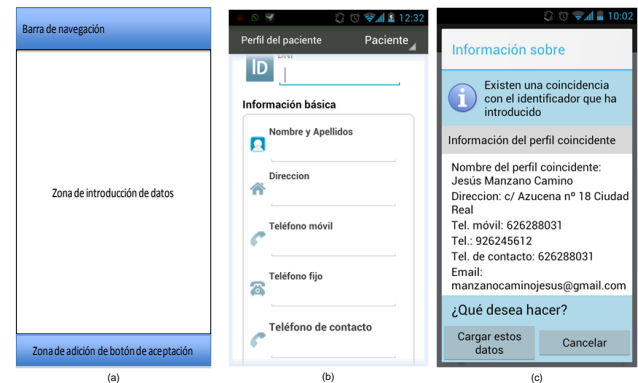 Barra de navegación
Zona de introducción de datos
Zona de adición de botón de aceptación
(a)
12:32
Perfil del paciente
Paciente
ID
DNI
Información básica
Nombre y Apellidos
Direccion
Teléfono móvil
Teléfono fijo
Teléfono de contacto
(b)
10:02
Información sobre
Existen una
coincidencia
con el identificador que ha
introducido
Información del perfil coincidente
Nombre del perfil coincidente:
Jesús Manzano Camino
Direccion: c/ Azucena nº 18 Ciudad
Real
Tel. móvil: 626288031
Tel.: 926245612
Tel. de contacto: 626288031
Email:
manzanocaminojesus@gmail.com
¿Qué desea hacer?
Cargar estos
datos
Cancelar
(c)